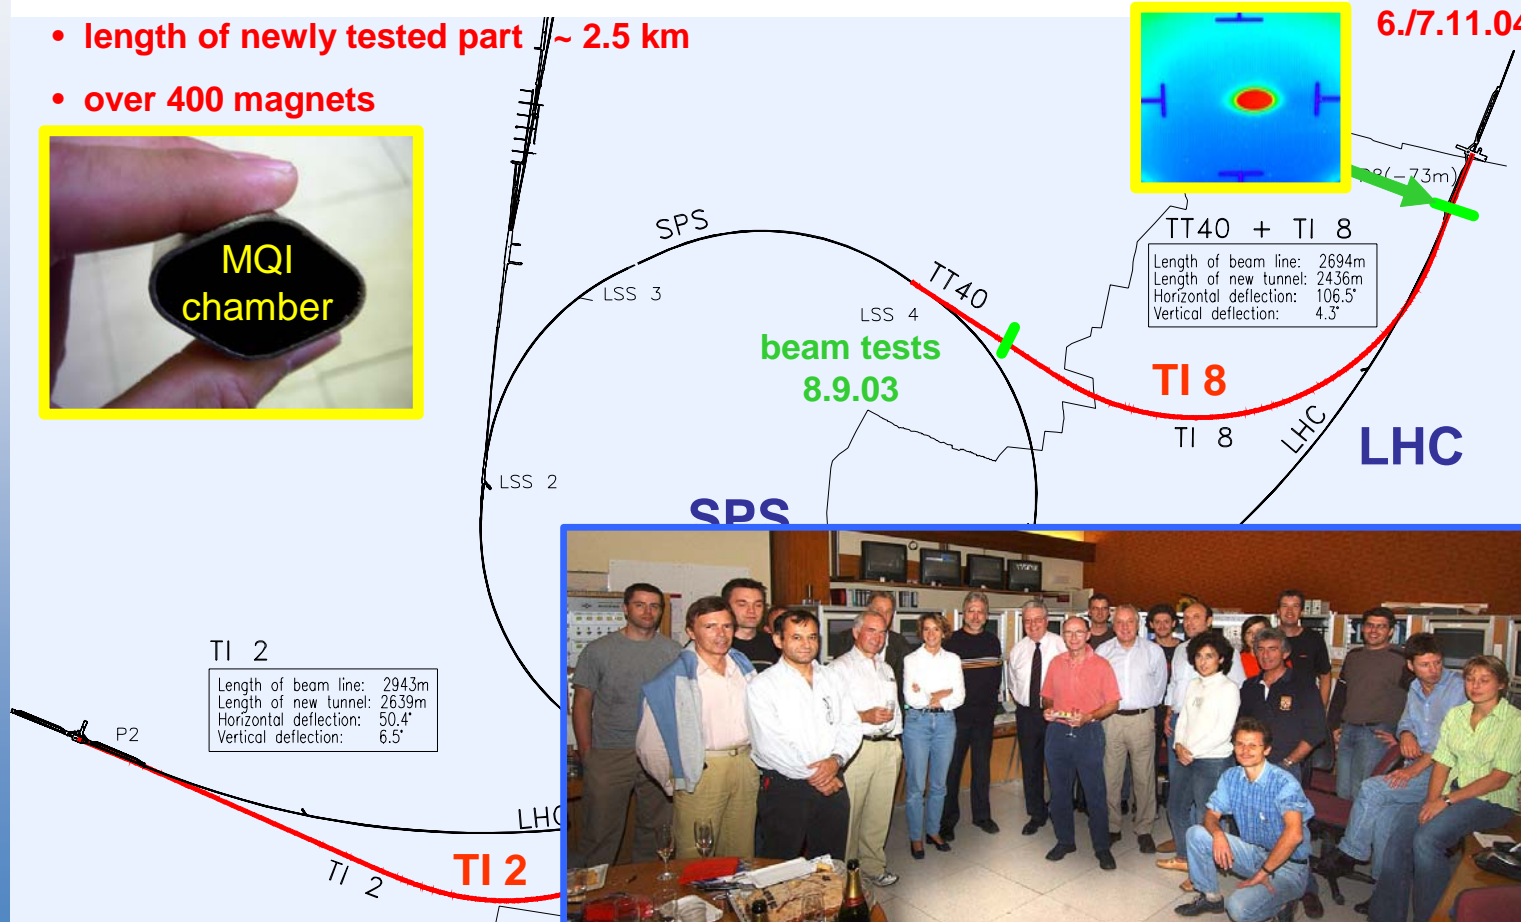 • length of newly tested part ~ 2.5 km
• over 400 magnets
6./7.11.04
MQI
chamber
SPS
LSS 3
TT40
LSS 4
beam tests
8.9.03
P8(-73m)
TT40 + TI 8
Length of beam line: 2694m
Length of new tunnel: 2436m
Horizontal deflection: 106.5°
Vertical deflection: 4.3°
TI 8
TI 8
LHC
LHC
LSS 2
SPS
TI 2
Length of beam line: 2943m
Length of new tunnel: 2639m
Horizontal deflection: 50.4°
Vertical deflection: 6.5°
P2
LHC
TI 2
TI 2